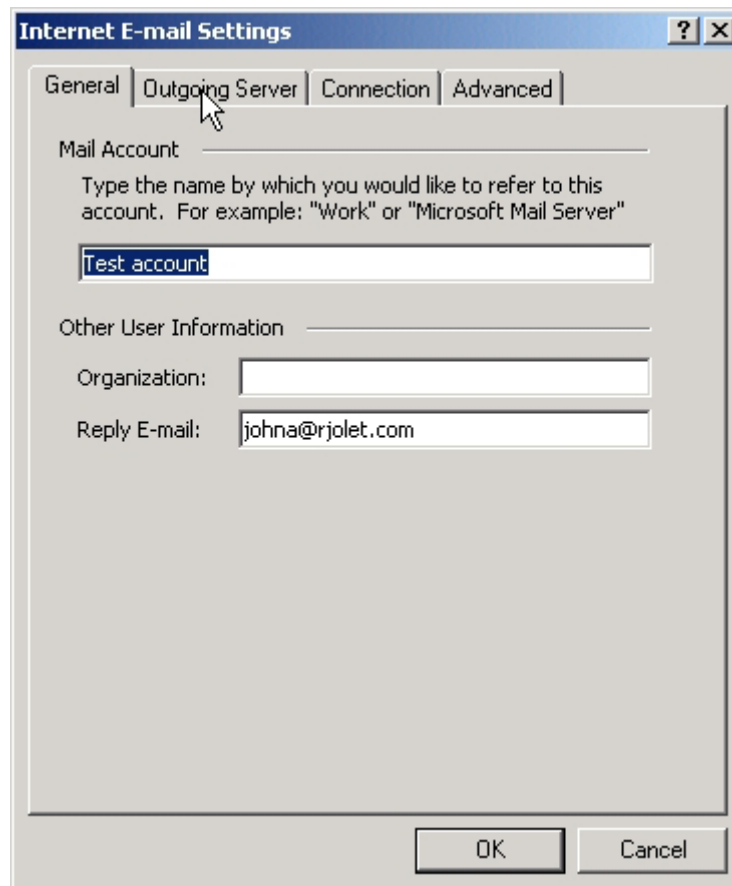 Internet E-mail Settings
General Outgoing Server Connection Advanced
Mail Account
Type the name by which you would like to refer to this
account.  For example: "Work" or "Microsoft Mail Server"
Test account
Other User Information
Organization:
Reply E-mail: johna@rjolet.com
OK Cancel